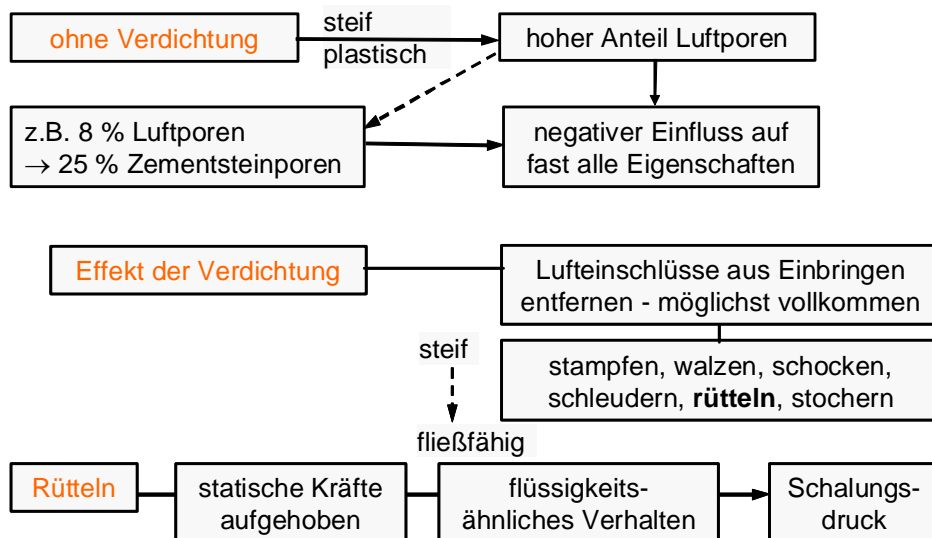 ohne Verdichtung
steif
plastisch
hoher Anteil Luftporen
z.B. 8 % Luftporen
→ 25 % Zementsteinporen
negativer Einfluss auf
fast alle Eigenschaften
Effekt der Verdichtung
Lufteinschlüsse aus Einbringen
entfernen - möglichst vollkommen
stampfen, walzen, schocken,
schleudern, rütteln, stochern
steif
fließfähig
Rütteln
statische Kräfte
aufgehoben
flüssigkeits-
ähnliches Verhalten
Schalungs-
druck